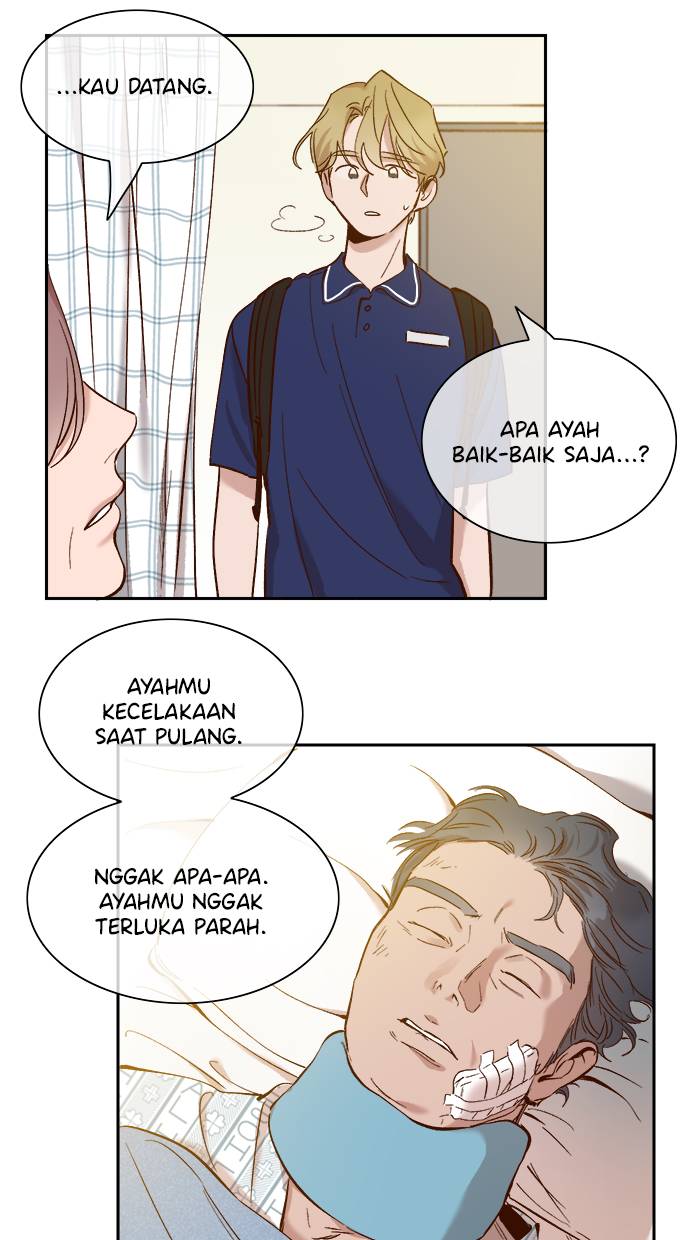 ...KAU DATANG.
APA AYAH
BAIK-BAIK SAJA...?
AYAHMU
KECELAKAAN
SAAT PULANG.
NGGAK APA-APA.
AYAHMU NGGAK
TERLUKA PARAH.